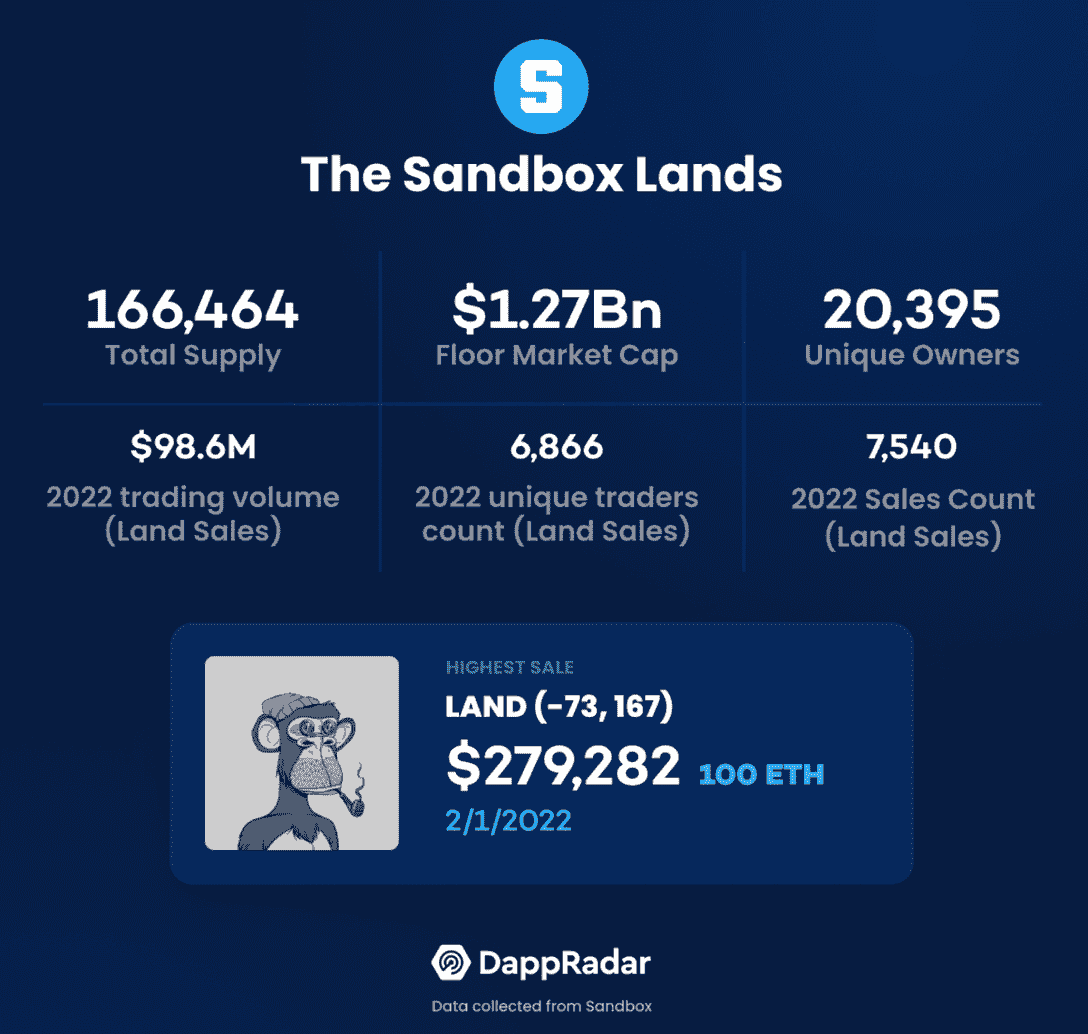 S
The Sandbox Lands
166,464
Total Supply
$1.27Bn
Floor Market Cap
20,395
Unique Owners
$98.6M
2022 trading volume
(Land Sales)
6,866
2022 unique traders
count (Land Sales)
7,540
2022 Sales Count
(Land Sales)
HIGHEST SALE
LAND (-73, 167)
$279,282 100 ETH
2/1/2022
DappRadar
Data collected from Sandbox